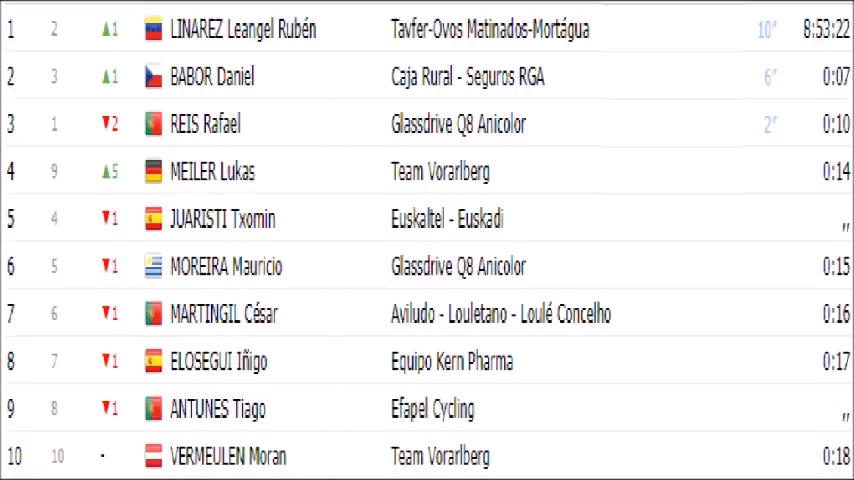 1 2 ▲1 LINAREZ Leangel Rubén Tavfer-Ovos Matinados-Mortágua 10″ 8:53:22
2 3 ▲1 BABOR Daniel Caja Rural - Seguros RGA 6″ 0:07
3 1 ▼2 REIS Rafael Glassdrive Q8 Anicolor 2″ 0:10
4 9 ▲5 MEILER Lukas Team Vorarlberg 0:14
5 4 ▼1 JUARISTI Txomin Euskaltel - Euskadi ,,
6 5 ▼1 MOREIRA Mauricio Glassdrive Q8 Anicolor 0:15
7 6 ▼1 MARTINGIL César Aviludo - Louletano - Loulé Concelho 0:16
8 7 ▼1 ELOSEGUI Iñigo Equipo Kern Pharma 0:17
9 8 ▼1 ANTUNES Tiago Efapel Cycling ,,
10 10 - VERMEULEN Moran Team Vorarlberg 0:18